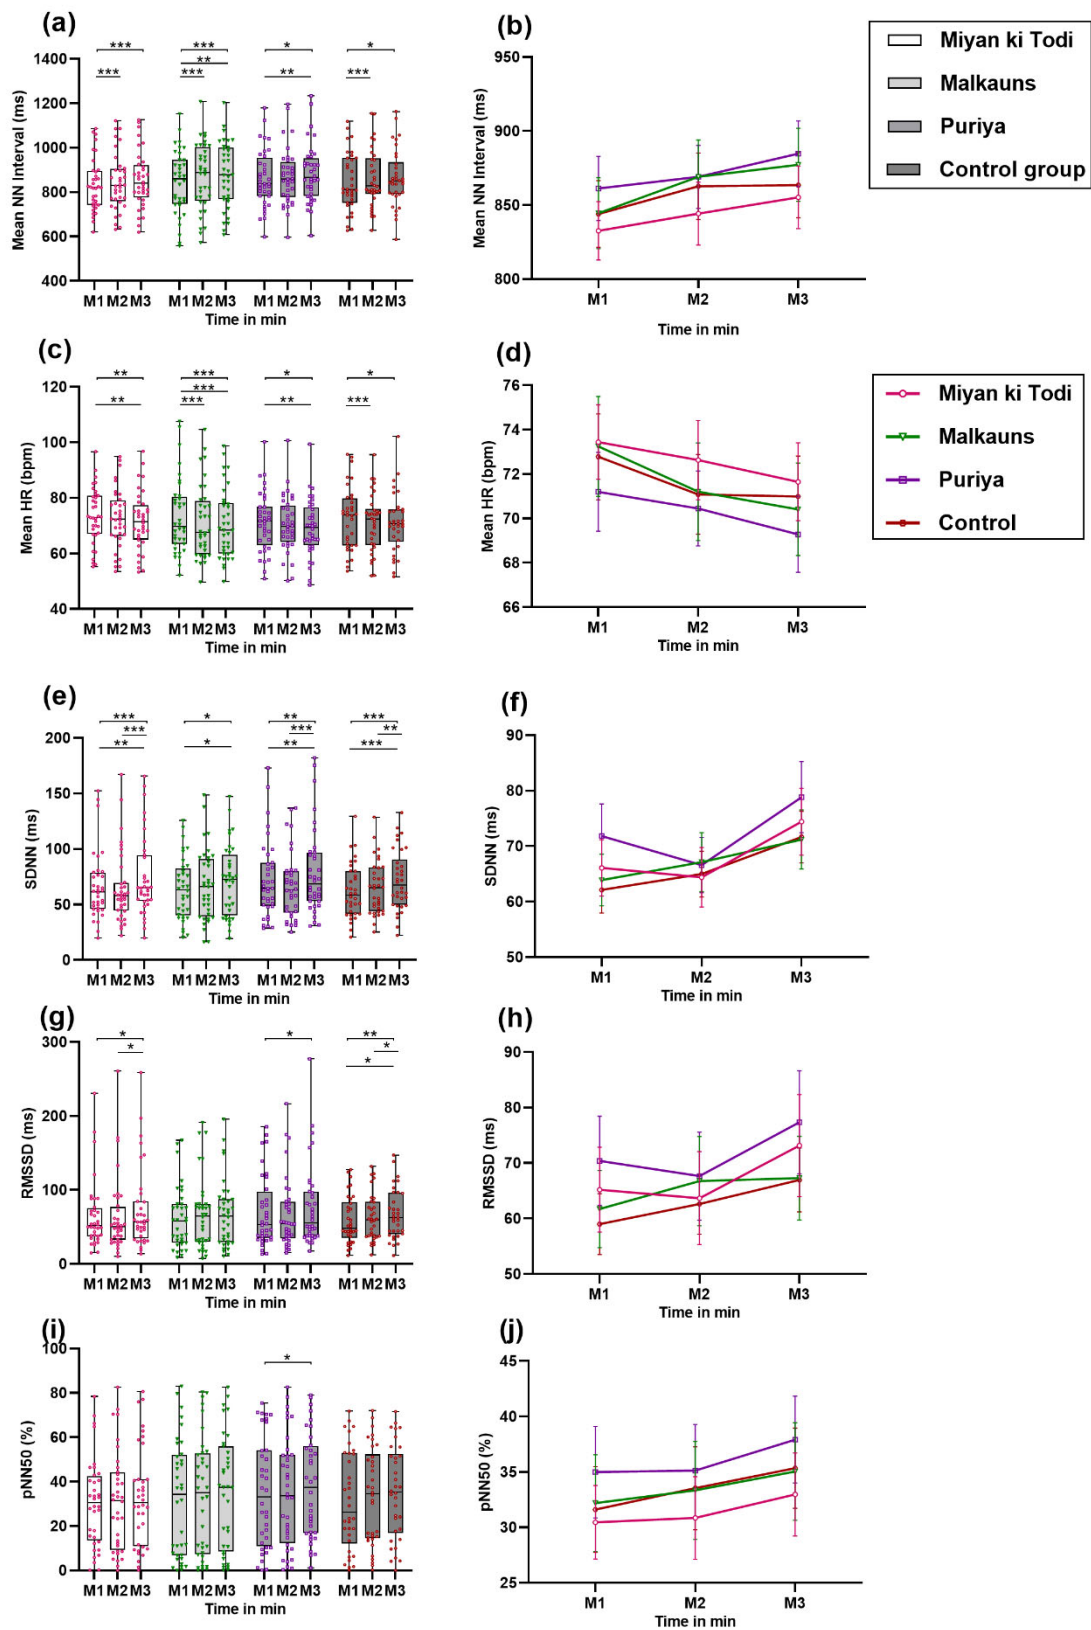 (a)
*** *** * *
**
*** *** ** ***
Mean NN Interval (ms)
1400
1200
1000
800
600
400
M1 M2 M3 M1 M2 M3 M1 M2 M3 M1 M2 M3
Time in min
(b)
Mean NN Interval (ms)
950
900
850
800
M1 M2 M3
Time in min
Miyan ki Todi
Malkauns
Puriya
Control group
(c)
** *** * *
***
** *** ** ***
Mean HR (bpm)
120
100
80
60
40
M1 M2 M3 M1 M2 M3 M1 M2 M3 M1 M2 M3
Time in min
(d)
Mean HR (bpm)
76
74
72
70
68
66
M1 M2 M3
Time in min
Miyan ki Todi
Malkauns
Puriya
Control
(e)
*** * ** ***
*** *** **
** * ** ***
SDNN (ms)
200
150
100
50
0
M1 M2 M3 M1 M2 M3 M1 M2 M3 M1 M2 M3
Time in min
(f)
SDNN (ms)
90
80
70
60
50
M1 M2 M3
Time in min
(g)
* * **
* *
*
RMSSD (ms)
300
200
100
0
M1 M2 M3 M1 M2 M3 M1 M2 M3 M1 M2 M3
Time in min
(h)
RMSSD (ms)
90
80
70
60
50
M1 M2 M3
Time in min
(i)
*
pNN50 (%)
100
80
60
40
20
0
M1 M2 M3 M1 M2 M3 M1 M2 M3 M1 M2 M3
Time in min
(j)
pNN50 (%)
45
40
35
30
25
M1 M2 M3
Time in min